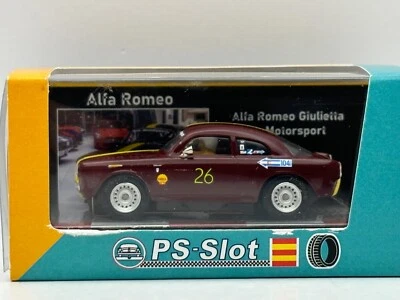 Alfa Romeo
Alfa Romeo Giulietta
Motorsport
104
26
PS-Slot